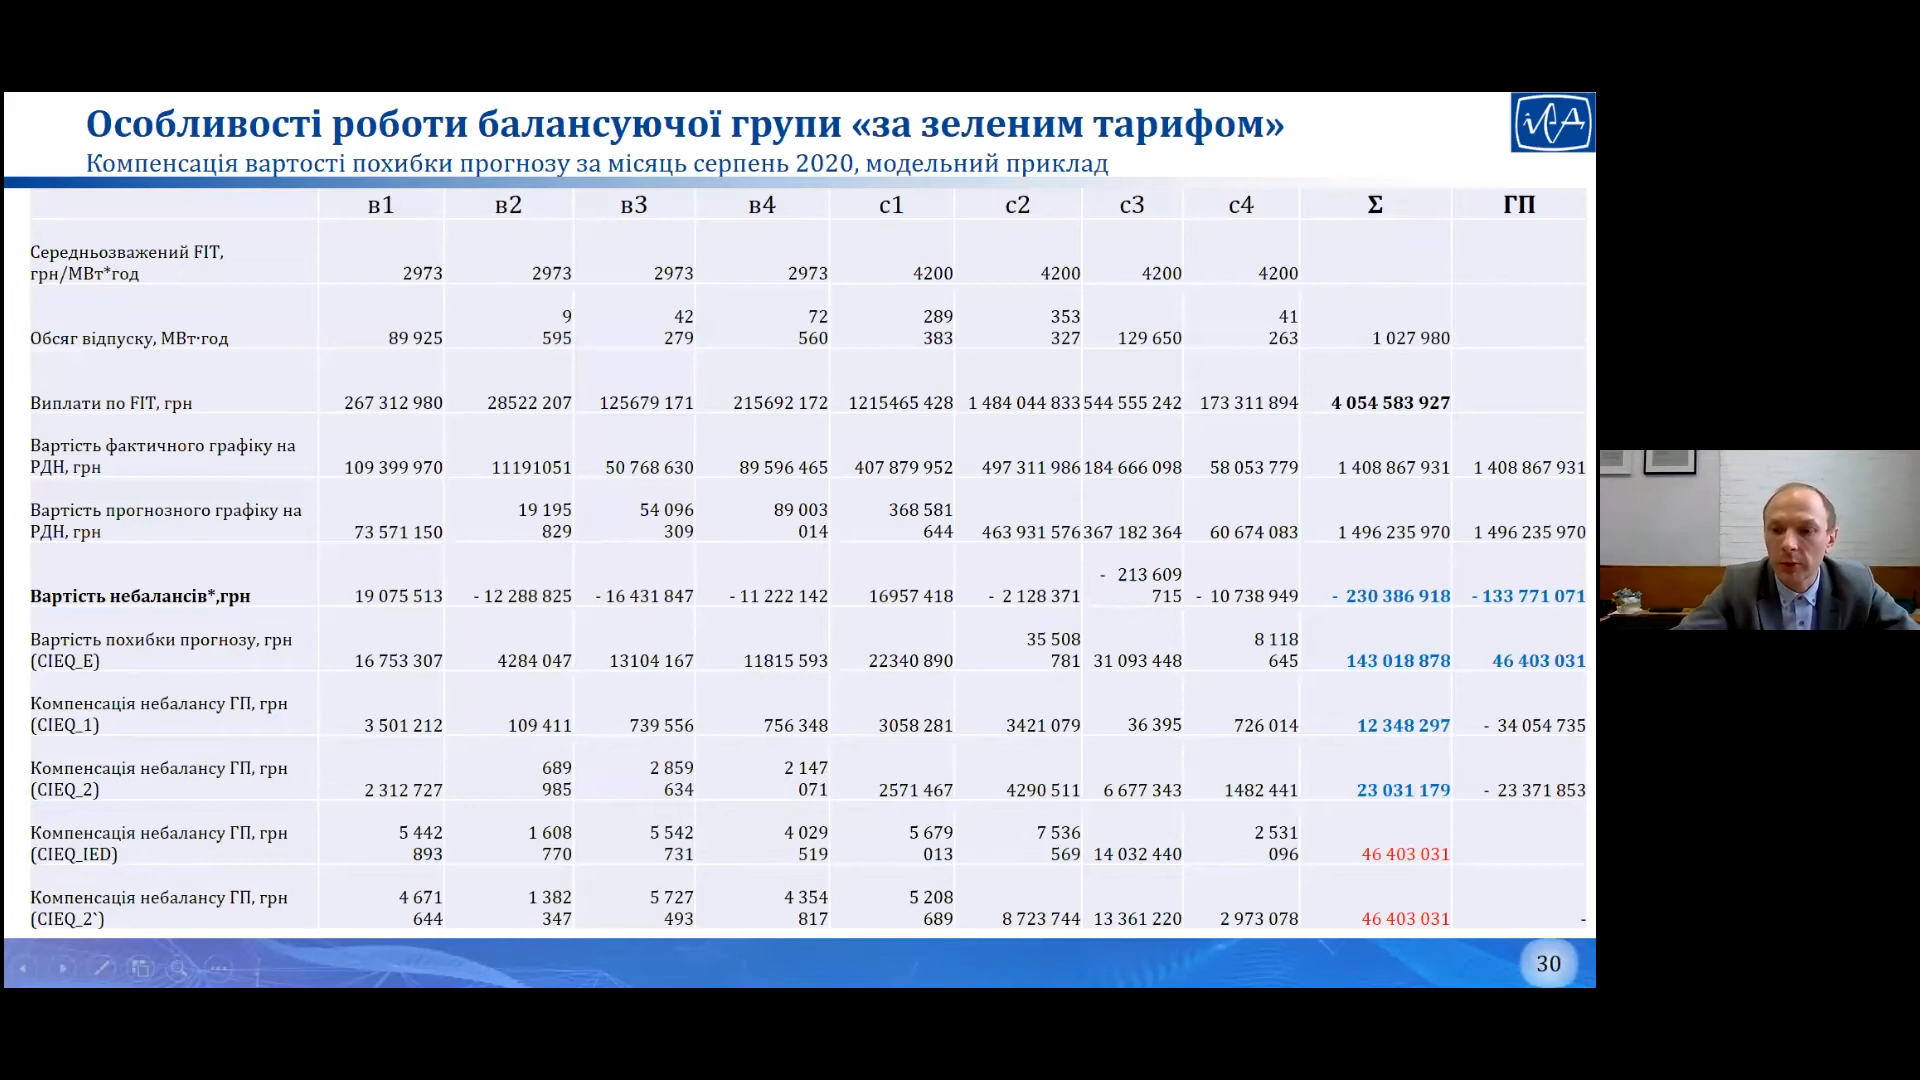 Особливості роботи балансуючої групи «за зеленим тарифом»
Компенсація вартості похибки прогнозу за місяць серпень 2020, модельний приклад
в1 в2 в3 в4 с1 с2 с3 с4 Σ ГП
Середньозважений FIT,
грн/МВт*год 2973 2973 2973 2973 4200 4200 4200 4200
9 42 72 289 353 41
Обсяг відпуску, МВт·год 89 925 595 279 560 383 327 129 650 263 1 027 980
Виплати по FIT, грн 267 312 980 28522 207 125679 171 215692 172 1215465 428 1 484 044 833 544 555 242 173 311 894 4 054 583 927
Вартість фактичного графіку на
РДН, грн 109 399 970 11191051 50 768 630 89 596 465 407 879 952 497 311 986 184 666 098 58 053 779 1 408 867 931 1 408 867 931
Вартість прогнозного графіку на 19 195 54 096 89 003 368 581
РДН, грн 73 571 150 829 309 014 644 463 931 576 367 182 364 60 674 083 1 496 235 970 1 496 235 970
- 213 609
Вартість небалансів*,грн 19 075 513 - 12 288 825 - 16 431 847 - 11 222 142 16957 418 - 2 128 371 715 - 10 738 949 - 230 386 918 - 133 771 071
Вартість похибки прогнозу, грн 35 508 8 118
(CIEQ_E) 16 753 307 4284 047 13104 167 11815 593 22340 890 781 31 093 448 645 143 018 878 46 403 031
Компенсація небалансу ГП, грн
(CIEQ_1) 3 501 212 109 411 739 556 756 348 3058 281 3421 079 36 395 726 014 12 348 297 - 34 054 735
Компенсація небалансу ГП, грн 689 2 859 2 147
(CIEQ_2) 2 312 727 985 634 071 2571 467 4290 511 6 677 343 1482 441 23 031 179 - 23 371 853
Компенсація небалансу ГП, грн 5 442 1 608 5 542 4 029 5 679 7 536 2 531
(CIEQ_IED) 893 770 731 519 013 569 14 032 440 096 46 403 031
Компенсація небалансу ГП, грн 4 671 1 382 5 727 4 354 5 208
(CIEQ_2`) 644 347 493 817 689 8 723 744 13 361 220 2 973 078 46 403 031 -
30